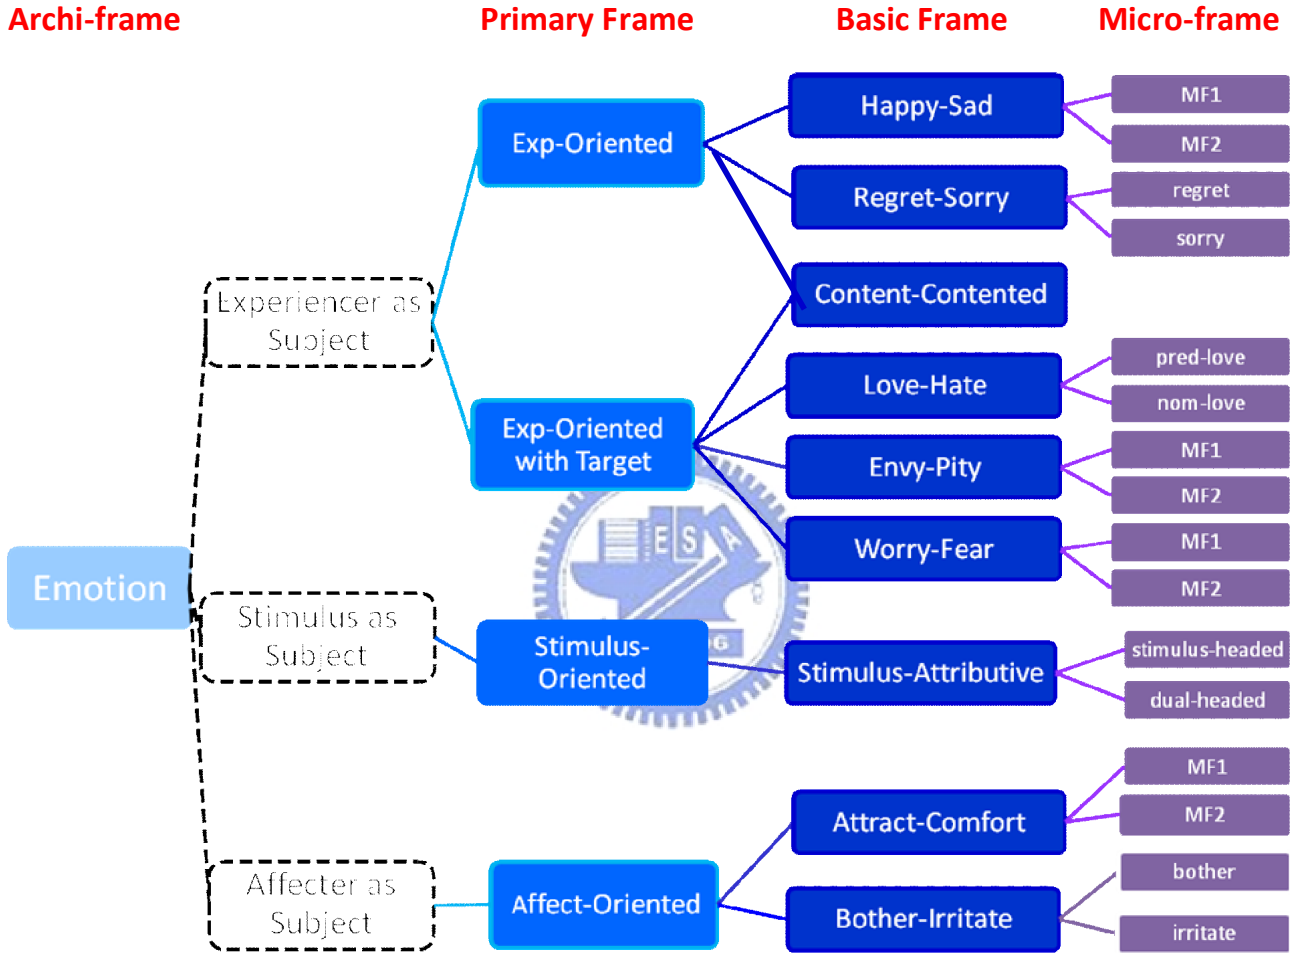 Archi-frame
Primary Frame
Basic Frame
Micro-frame
Emotion
Experiencer as
Subject
Stimulus as
Subject
Affecter as
Subject
Exp-Oriented
Exp-Oriented
with Target
Stimulus-
Oriented
Affect-Oriented
Happy-Sad
Regret-Sorry
Content-Contented
Love-Hate
Envy-Pity
Worry-Fear
Stimulus-Attributive
Attract-Comfort
Bother-Irritate
MF1
MF2
regret
sorry
pred-love
nom-love
MF1
MF2
MF1
MF2
stimulus-headed
dual-headed
MF1
MF2
bother
irritate
ESA